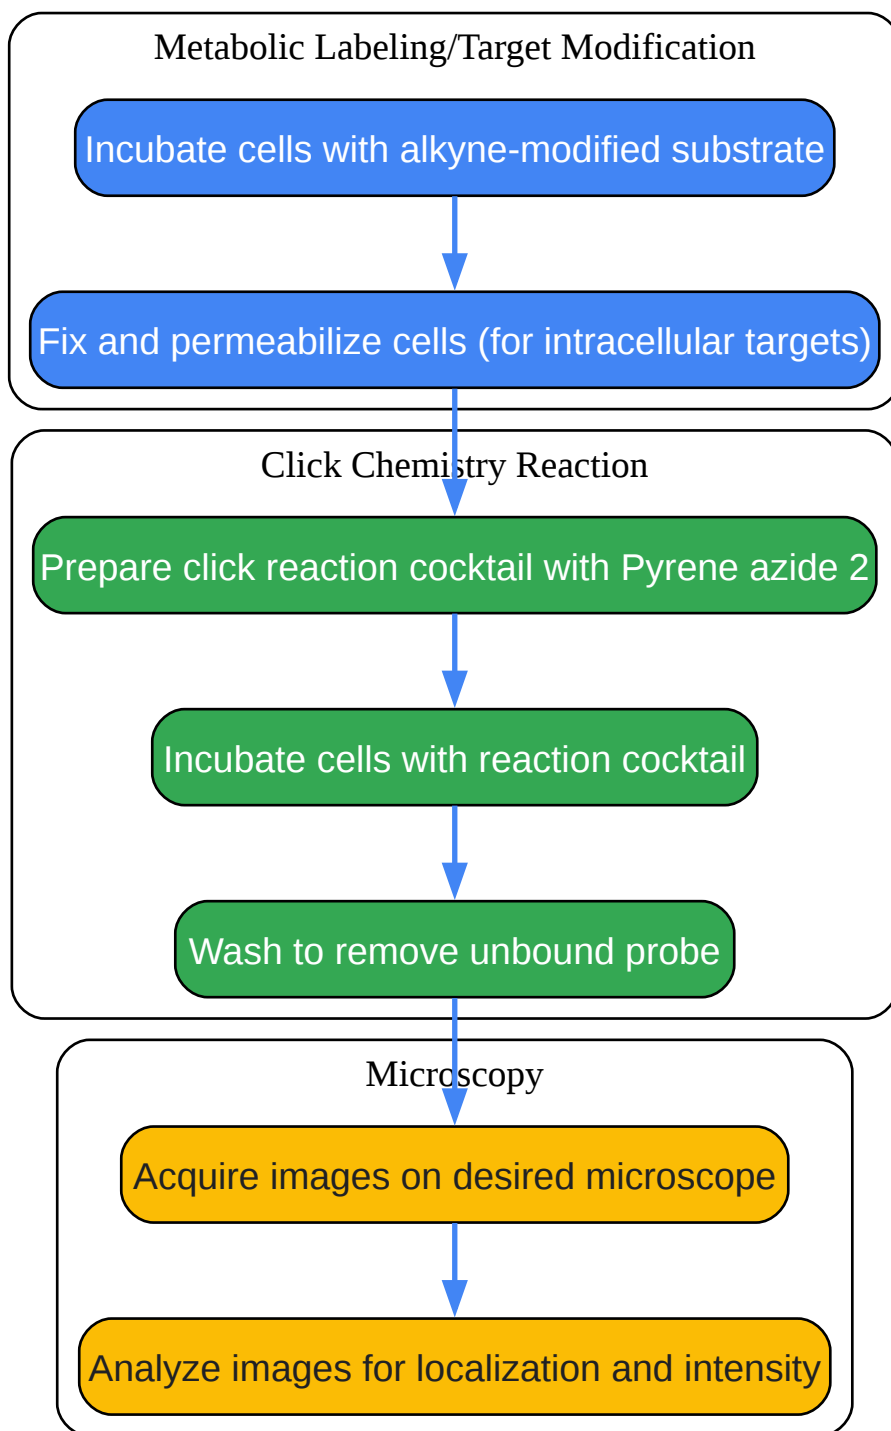 Metabolic Labeling/Target Modification
Incubate cells with alkyne-modified substrate
Fix and permeabilize cells (for intracellular targets)
Click Chemistry Reaction
Prepare click reaction cocktail with Pyrene azide 2
Incubate cells with reaction cocktail
Wash to remove unbound probe
Microscopy
Acquire images on desired microscope
Analyze images for localization and intensity